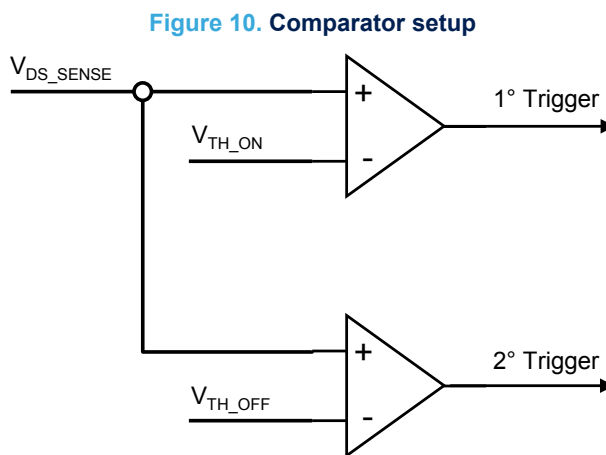 Figure 10. Comparator setup
V_DS_SENSE
+
1° Trigger
V_TH_ON
-
+
2° Trigger
V_TH_OFF
-